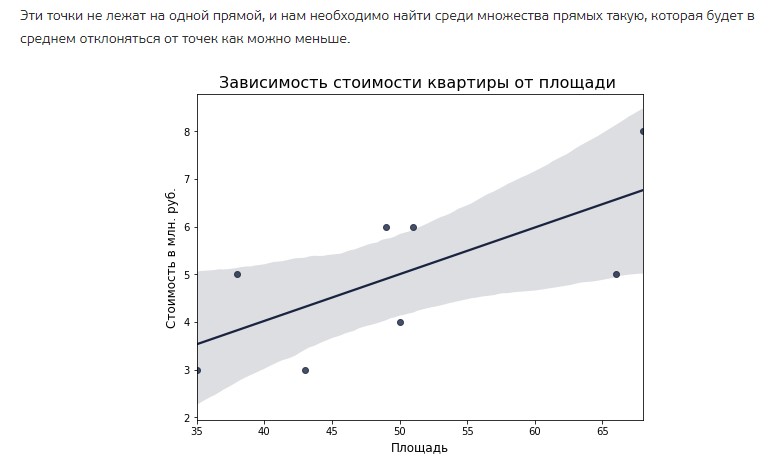 Эти точки не лежат на одной прямой, и нам необходимо найти среди множества прямых такую, которая будет в
среднем отклоняться от точек как можно меньше.
Зависимость стоимости квартиры от площади
Стоимость в млн. руб.
8
7
6
5
4
3
2
35 40 45 50 55 60 65
Площадь